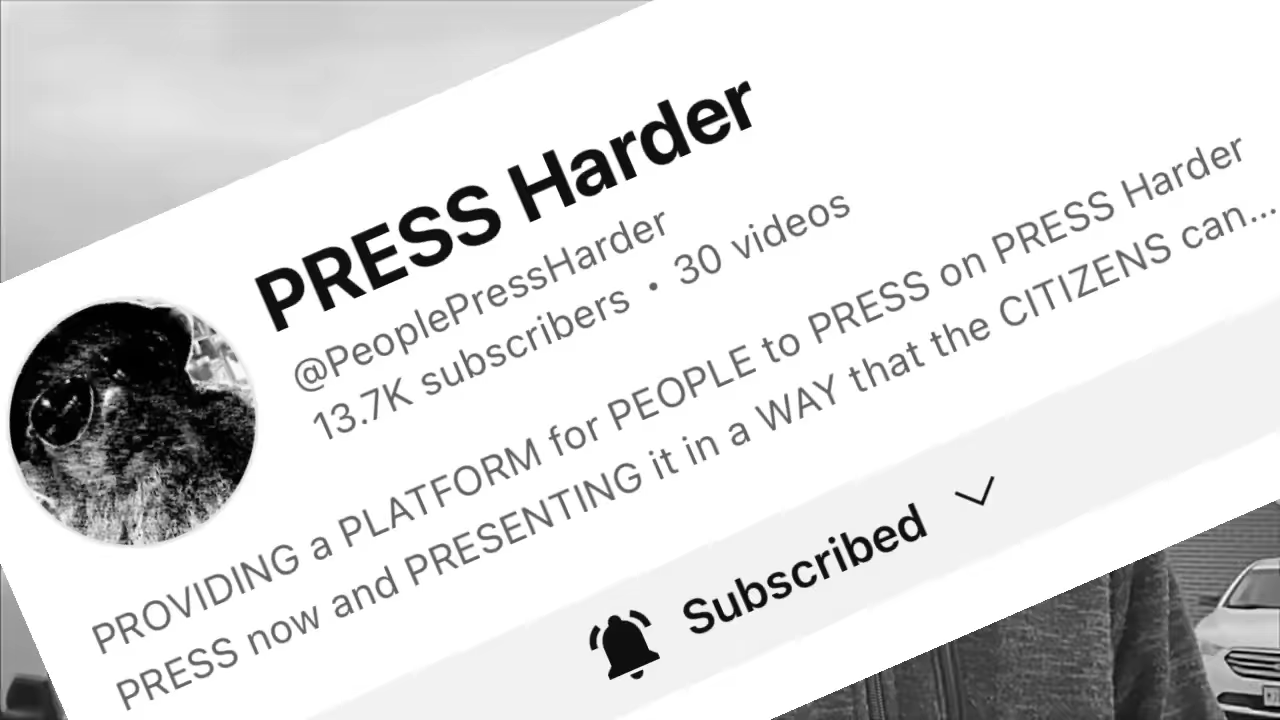 PRESS Harder
@PeoplePressHarder
13.7K subscribers • 30 videos
PROVIDING a PLATFORM for PEOPLE to PRESS on PRESS Harder
PRESS now and PRESENTING it in a WAY that the CITIZENS can...
Subscribed